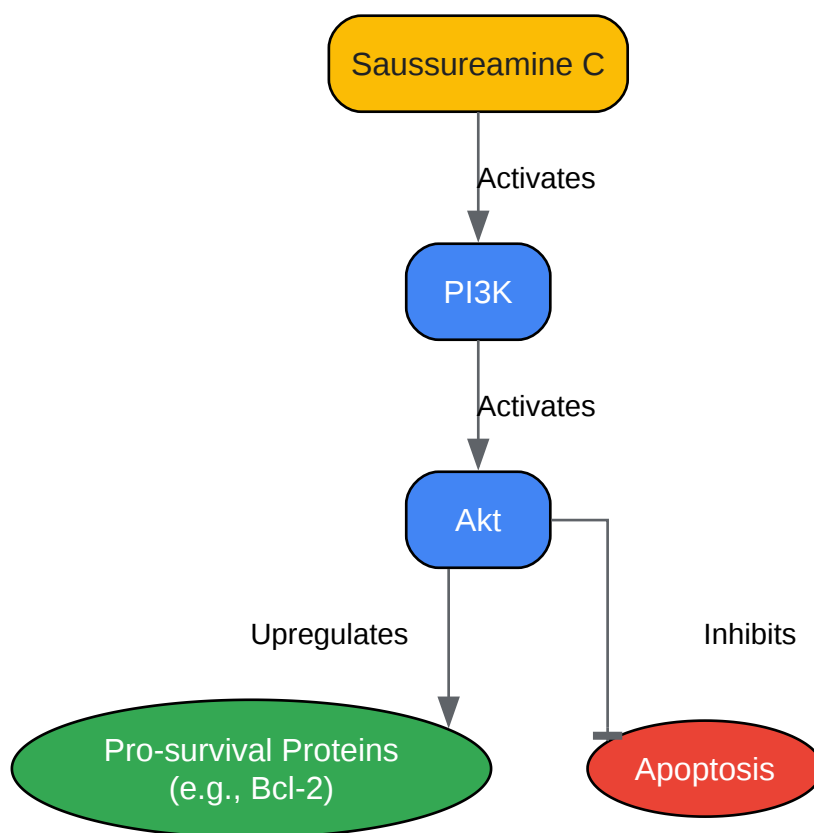 Saussureamine C
Activates
PI3K
Activates
Akt
Upregulates
Inhibits
Pro-survival Proteins
(e.g., Bcl-2)
Apoptosis